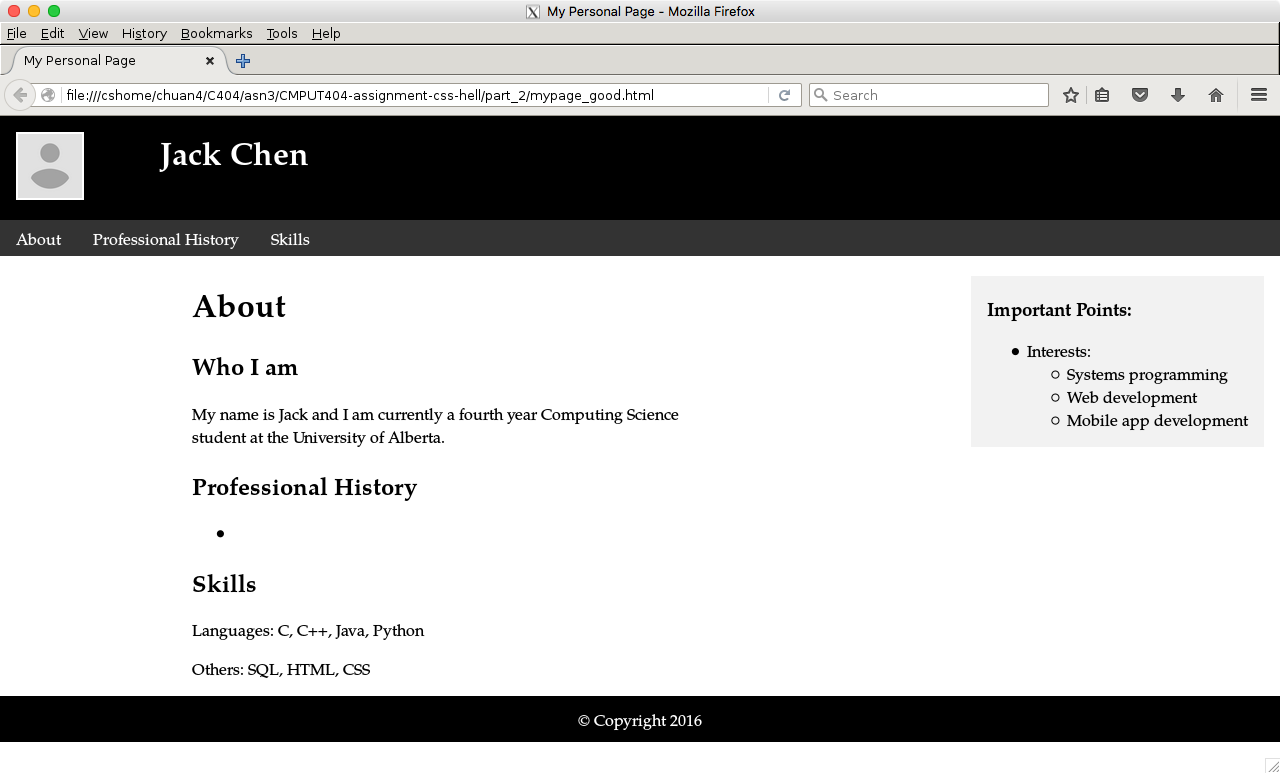 My Personal Page - Mozilla Firefox
File Edit View History Bookmarks Tools Help
My Personal Page
file:///cshome/chuan4/C404/asn3/CMPUT404-assignment-css-hell/part_2/mypage_good.html Search
Jack Chen
About Professional History Skills
About
Who I am
My name is Jack and I am currently a fourth year Computing Science
student at the University of Alberta.
Professional History
Skills
Languages: C, C++, Java, Python
Others: SQL, HTML, CSS
Important Points:
Interests:
Systems programming
Web development
Mobile app development
© Copyright 2016